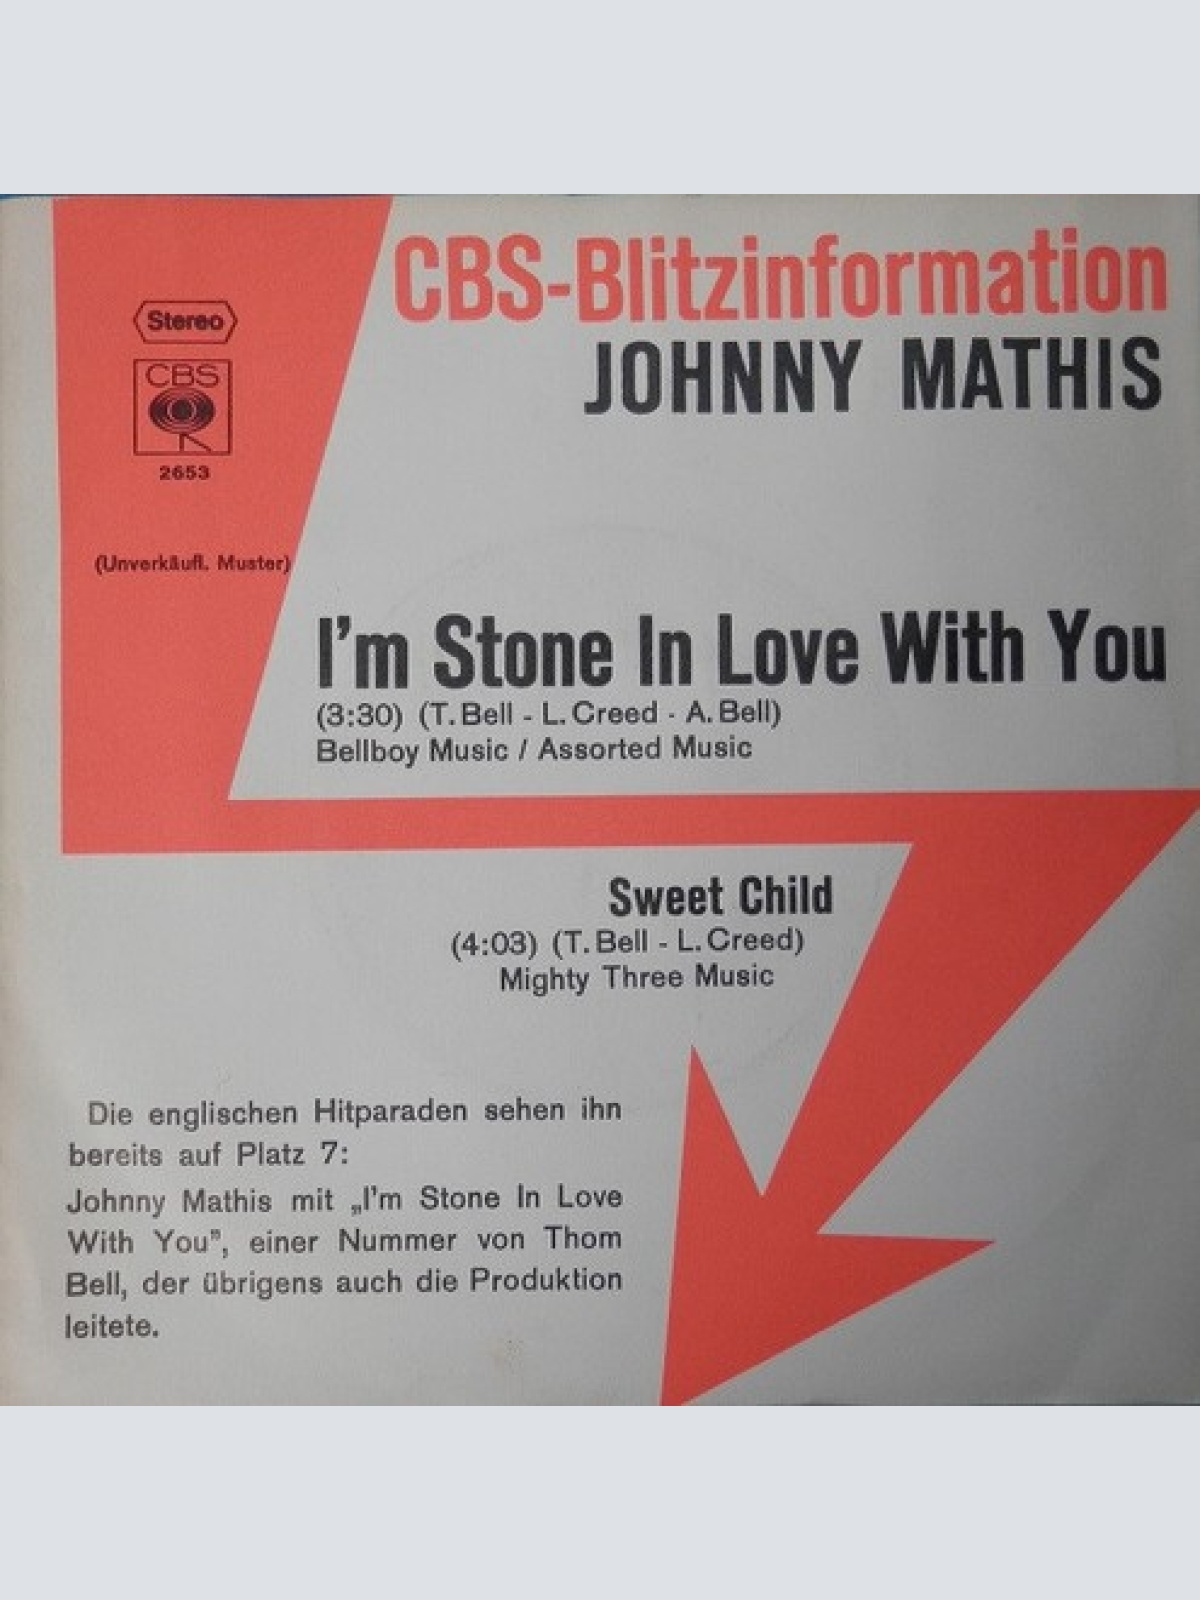 CBS-Blitzinformation
JOHNNY MATHIS
Stereo
CBS
2653
(Unverkäufl. Muster)
I'm Stone In Love With You
(3:30) (T. Bell - L. Creed - A. Bell)
Bellboy Music / Assorted Music
Sweet Child
(4:03) (T. Bell - L. Creed)
Mighty Three Music
Die englischen Hitparaden sehen ihn
bereits auf Platz 7:
Johnny Mathis mit „I'm Stone In Love
With You”, einer Nummer von Thom
Bell, der übrigens auch die Produktion
leitete.